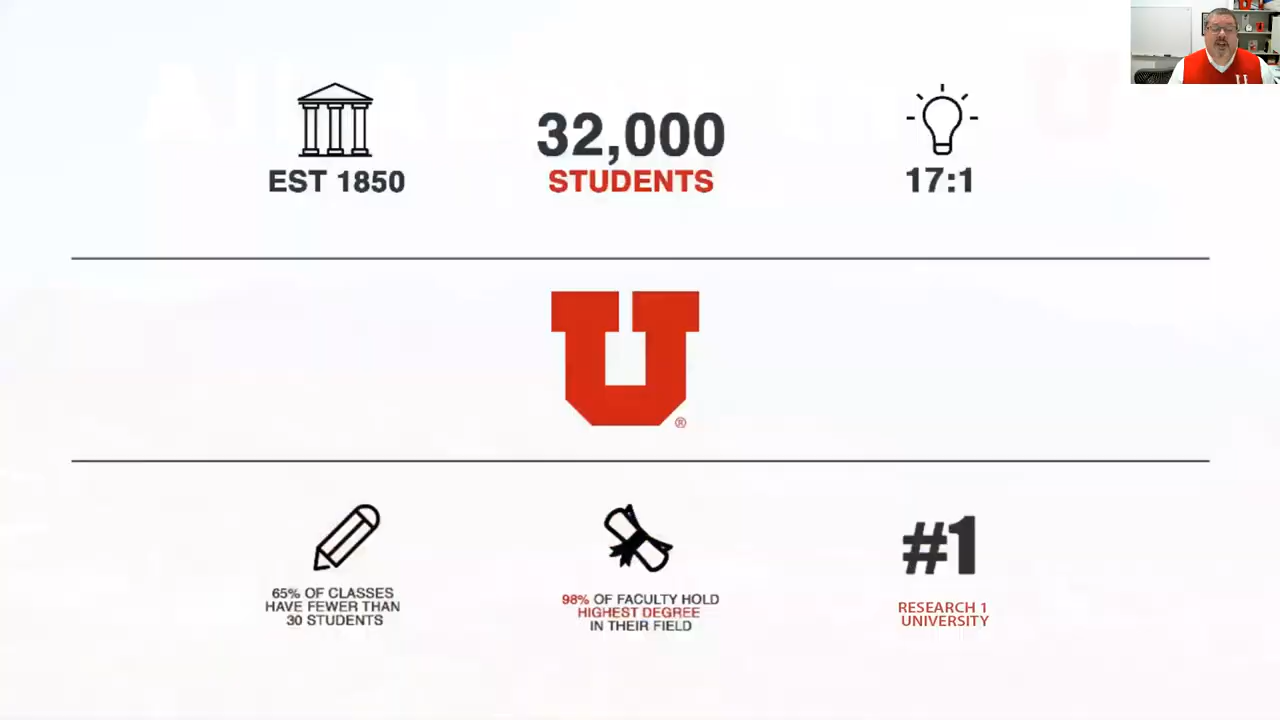 EST 1850
32,000
STUDENTS
17:1
U
®
65% OF CLASSES
HAVE FEWER THAN
30 STUDENTS
98% OF FACULTY HOLD
HIGHEST DEGREE
IN THEIR FIELD
#1
RESEARCH 1
UNIVERSITY